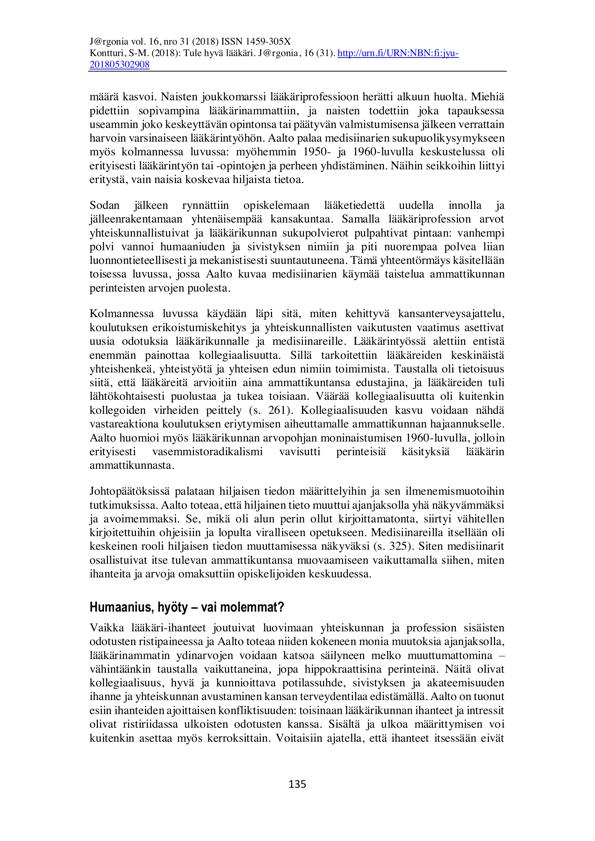 J@rgonia vol. 16, nro 31 (2018) ISSN 1459-305X
Kontturi, S-M. (2018): Tule hyvä lääkäri. J@rgonia, 16 (31). http://urn.fi/URN:NBN:fi:jyu-
201805302908
määrä kasvoi. Naisten joukkomarssi lääkäriprofessioon herätti alkuun huolta. Miehiä
pidettiin sopivampina lääkärinammattiin, ja naisten todettiin joka tapauksessa
useammin joko keskeyttävän opintonsa tai päätyvän valmistumisensa jälkeen verrattain
harvoin varsinaiseen lääkärintyöhön. Aalto palaa medisiinarien sukupuolikysymykseen
myös kolmannessa luvussa: myöhemmin 1950- ja 1960-luvulla keskustelussa oli
erityisesti lääkärintyön tai -opintojen ja perheen yhdistäminen. Näihin seikkoihin liittyi
eritystä, vain naisia koskevaa hiljaista tietoa.
Sodan jälkeen rynnättiin opiskelemaan lääketiedettä uudella innolla ja
jälleenrakentamaan yhtenäisempää kansakuntaa. Samalla lääkäriprofession arvot
yhteiskunnallistuivat ja lääkärikunnan sukupolvierot pulpahtivat pintaan: vanhempi
polvi vannoi humaaniuden ja sivistyksen nimiin ja piti nuorempaa polvea liian
luonnontieteellisesti ja mekanistisesti suuntautuneena. Tämä yhteentörmäys käsitellään
toisessa luvussa, jossa Aalto kuvaa medisiinarien käymää taistelua ammattikunnan
perinteisten arvojen puolesta.
Kolmannessa luvussa käydään läpi sitä, miten kehittyvä kansanterveysajattelu,
koulutuksen erikoistumiskehitys ja yhteiskunnallisten vaikutusten vaatimus asettivat
uusia odotuksia lääkärikunnalle ja medisiinareille. Lääkärintyössä alettiin entistä
enemmän painottaa kollegiaalisuutta. Sillä tarkoitettiin lääkäreiden keskinäistä
yhteishenkeä, yhteistyötä ja yhteisen edun nimiin toimimista. Taustalla oli tietoisuus
siitä, että lääkäreitä arvioitiin aina ammattikuntansa edustajina, ja lääkäreiden tuli
lähtökohtaisesti puolustaa ja tukea toisiaan. Väärää kollegiaalisuutta oli kuitenkin
kollegoiden virheiden peittely (s. 261). Kollegiaalisuuden kasvu voidaan nähdä
vastareaktiona koulutuksen eriytymisen aiheuttamalle ammattikunnan hajaannukselle.
Aalto huomioi myös lääkärikunnan arvopohjan moninaistumisen 1960-luvulla, jolloin
erityisesti vasemmistoradikalismi vavisutti perinteisiä käsityksiä lääkärin
ammattikunnasta.
Johtopäätöksissä palataan hiljaisen tiedon määrittelyihin ja sen ilmenemismuotoihin
tutkimuksissa. Aalto toteaa, että hiljainen tieto muuttui ajanjaksolla yhä näkyvämmäksi
ja avoimemmaksi. Se, mikä oli alun perin ollut kirjoittamatonta, siirtyi vähitellen
kirjoitettuihin ohjeisiin ja lopulta viralliseen opetukseen. Medisiinareilla itsellään oli
keskeinen rooli hiljaisen tiedon muuttamisessa näkyväksi (s. 325). Siten medisiinarit
osallistuivat itse tulevan ammattikuntansa muovaamiseen vaikuttamalla siihen, miten
ihanteita ja arvoja omaksuttiin opiskelijoiden keskuudessa.
Humaanius, hyöty – vai molemmat?
Vaikka lääkäri-ihanteet joutuivat luovimaan yhteiskunnan ja profession sisäisten
odotusten ristipaineessa ja Aalto toteaa niiden kokeneen monia muutoksia ajanjaksolla,
lääkärinammatin ydinarvojen voidaan katsoa säilyneen melko muuttumattomina –
vähintäänkin taustalla vaikuttaneina, jopa hippokraattisina perinteinä. Näitä olivat
kollegiaalisuus, hyvä ja kunnioittava potilassuhde, sivistyksen ja akateemisuuden
ihanne ja yhteiskunnan avustaminen kansan terveydentilaa edistämällä. Aalto on tuonut
esiin ihanteiden ajoittaisen konfliktisuuden: toisinaan lääkärikunnan ihanteet ja intressit
olivat ristiriidassa ulkoisten odotusten kanssa. Sisältä ja ulkoa määrittymisen voi
kuitenkin asettaa myös kerroksittain. Voitaisiin ajatella, että ihanteet itsessään eivät
135